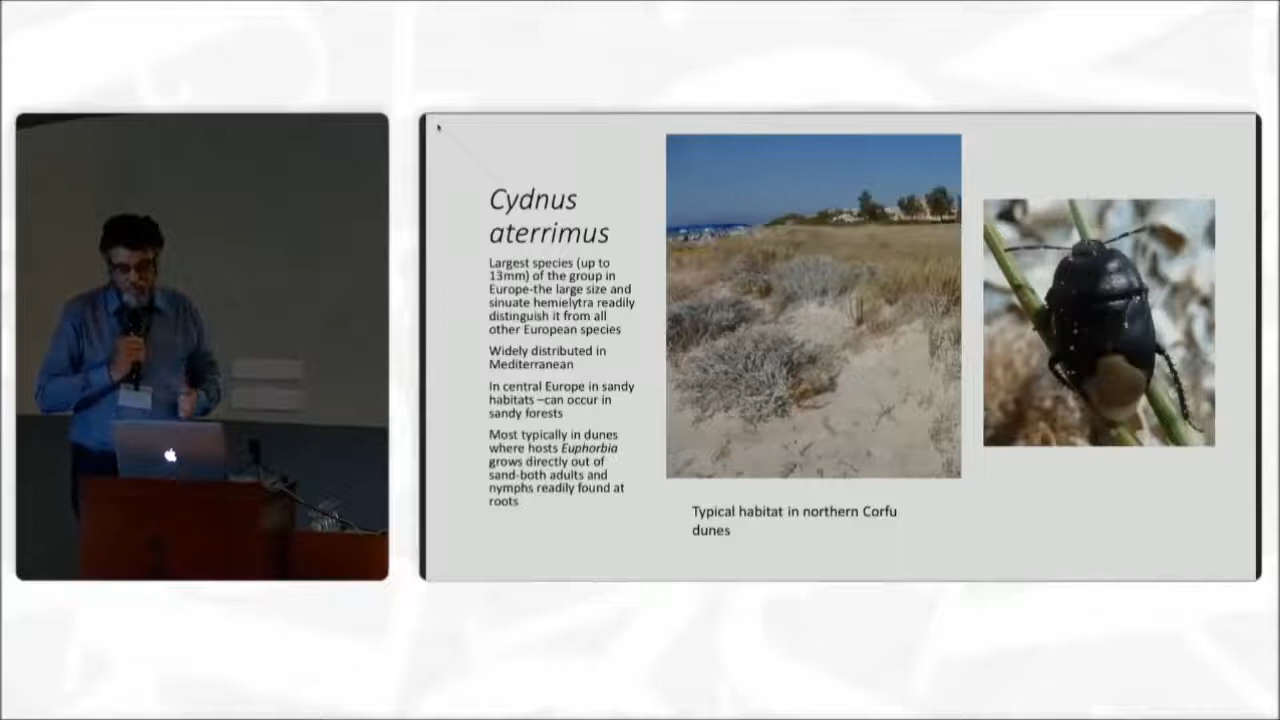 Cydnus
aterrimus
Largest species (up to
13mm) of the group in
Europe-the large size and
sinuate hemielytra readily
distinguish it from all
other European species
Widely distributed in
Mediterranean
In central Europe in sandy
habitats –can occur in
sandy forests
Most typically in dunes
where hosts Euphorbia
grows directly out of
sand-both adults and
nymphs readily found at
roots
Typical habitat in northern Corfu
dunes